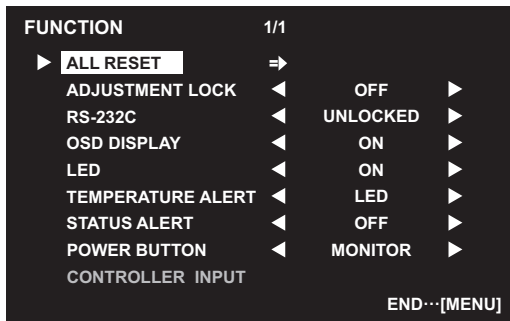 FUNCTION 1/1
ALL RESET
ADJUSTMENT LOCK OFF
RS-232C UNLOCKED
OSD DISPLAY ON
LED ON
TEMPERATURE ALERT LED
STATUS ALERT OFF
POWER BUTTON MONITOR
CONTROLLER INPUT
END···[MENU]